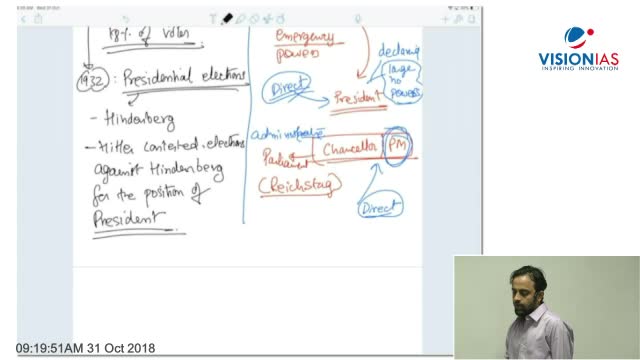 18%. of votes
1932 : Presidential elections
- Hindenberg
- Hitler contested elections
against Hindenberg
for the position of
President
emergency
powers
declaring
large
no
powers
Direct
President
administrative
Parliament
Chancellor
PM
(Reichstag)
Direct
VISIONIAS
INSPIRING INNOVATION
09:19:51AM 31 Oct 2018